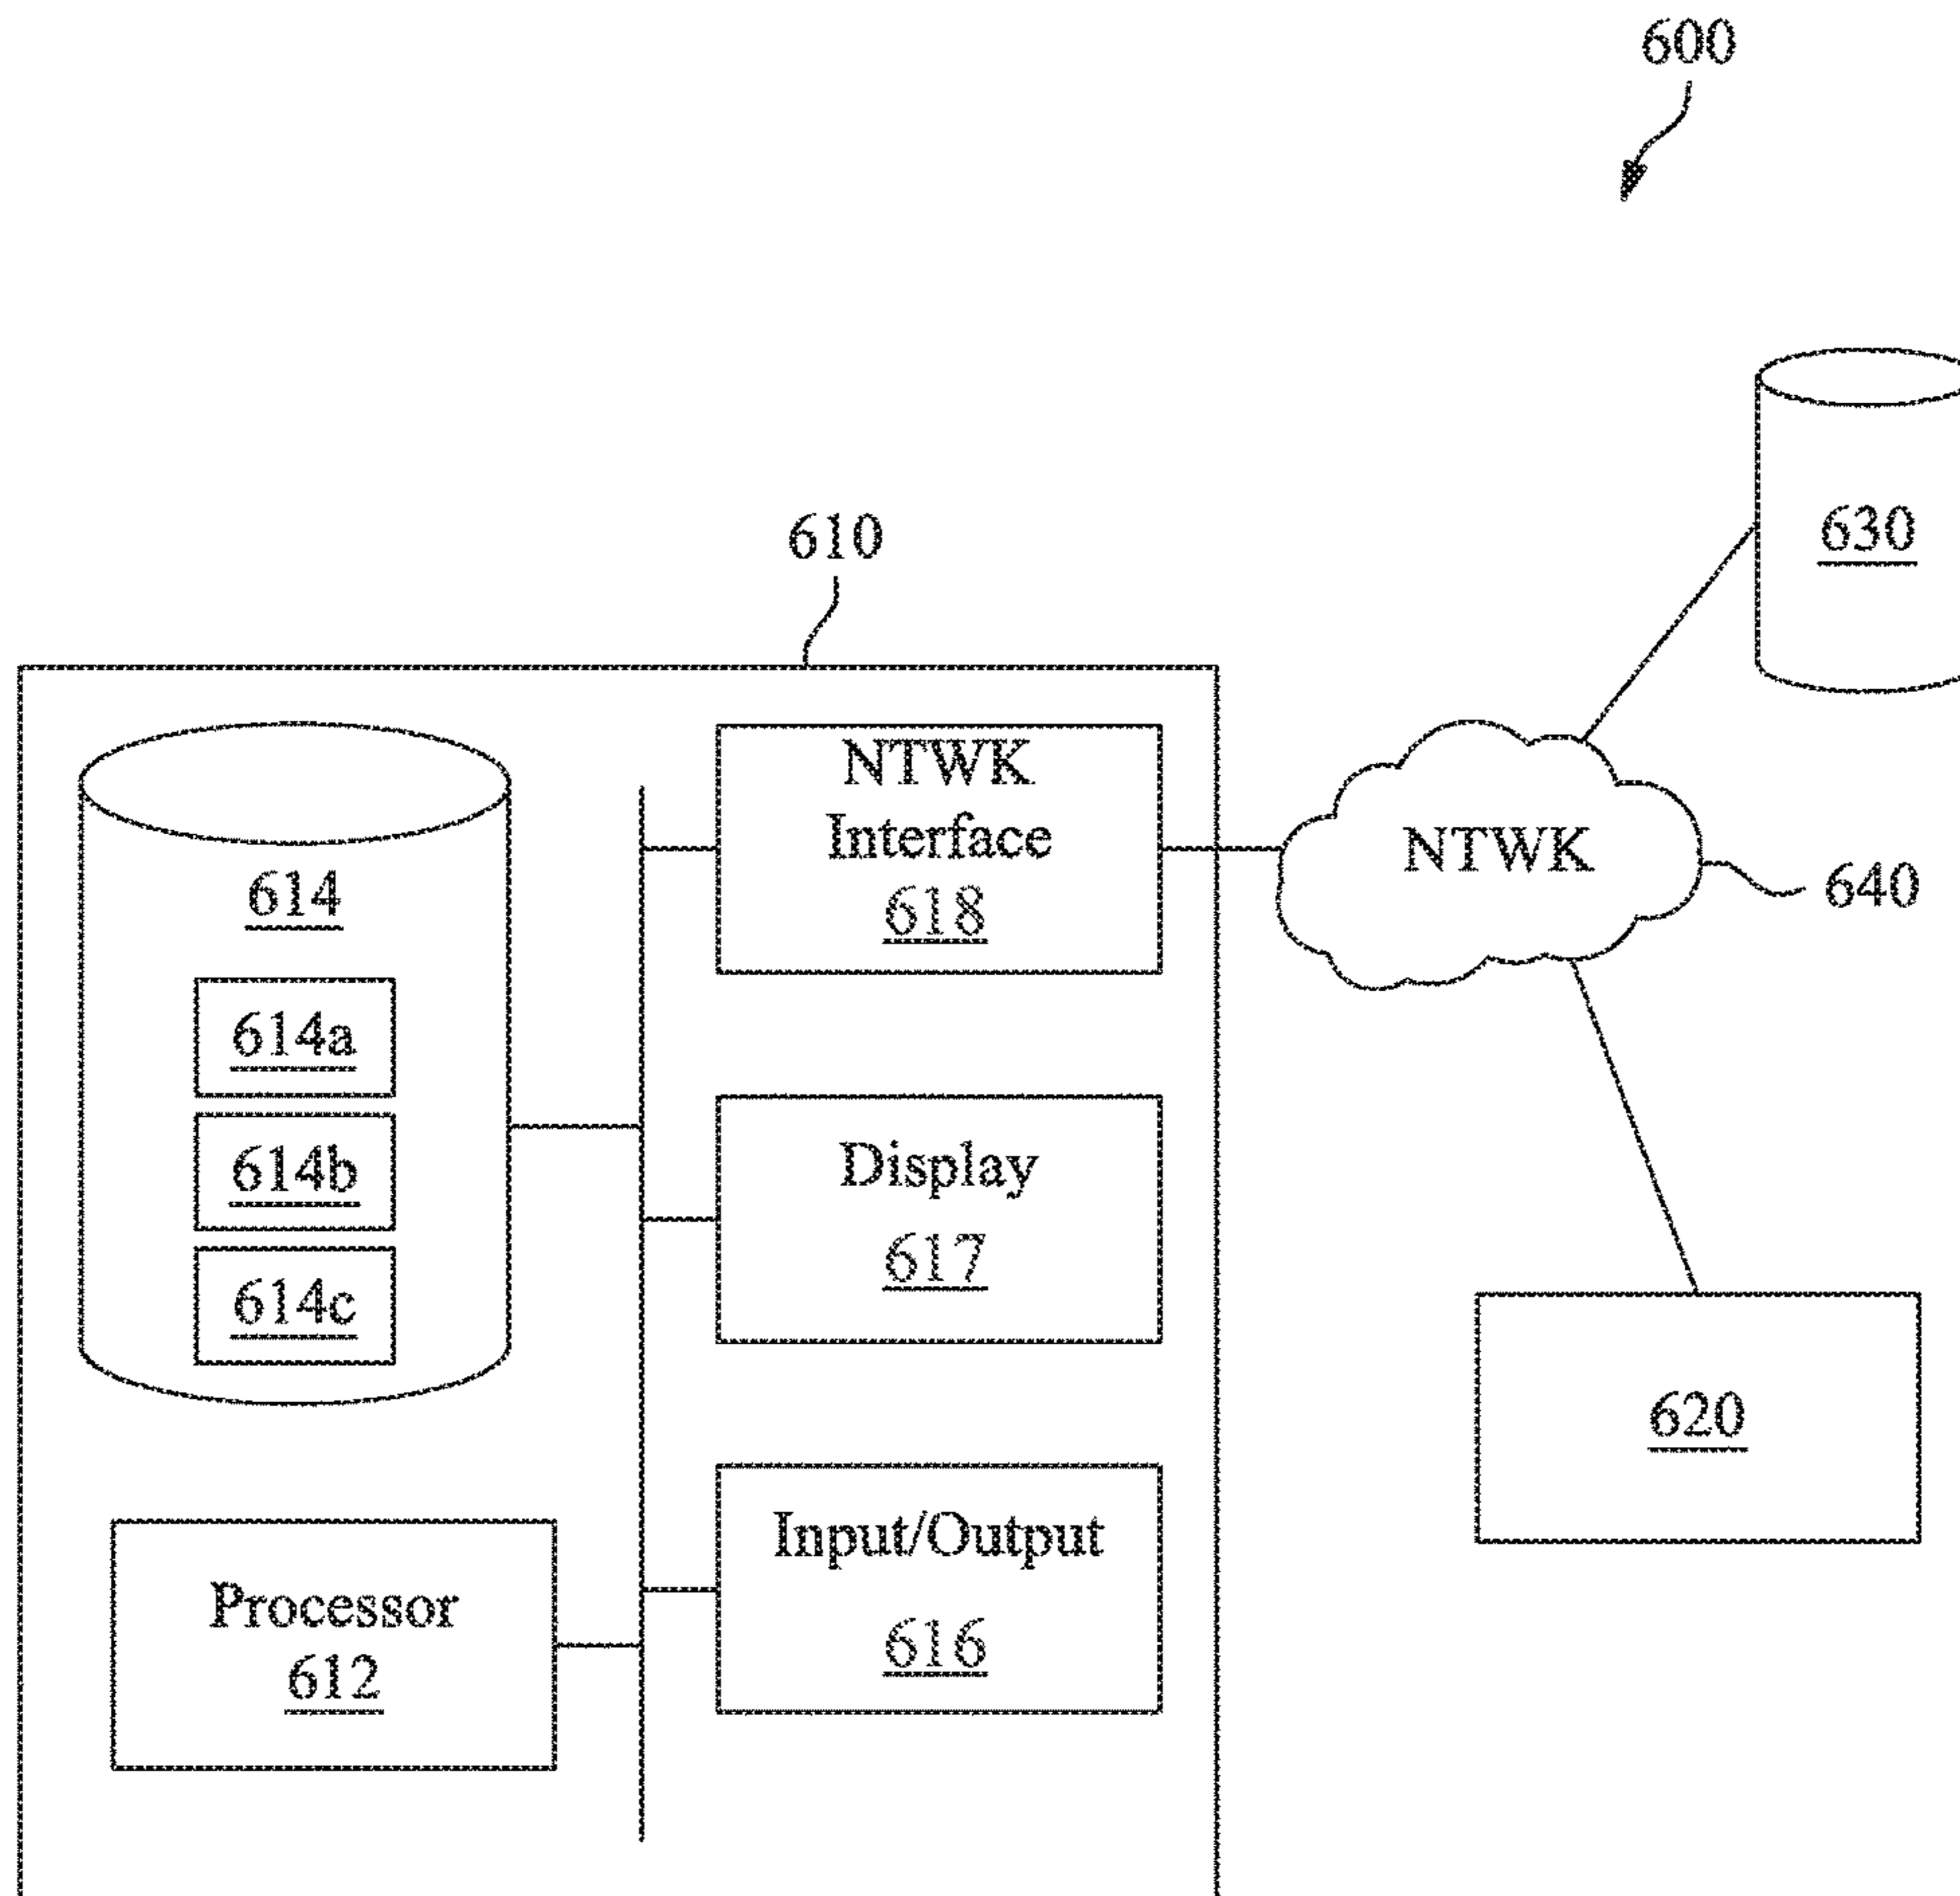 600
630
610
NTWK
Interface
618
NTWK
640
614
614a
614b
614c
Display
617
620
Input/Output
616
Processor
612